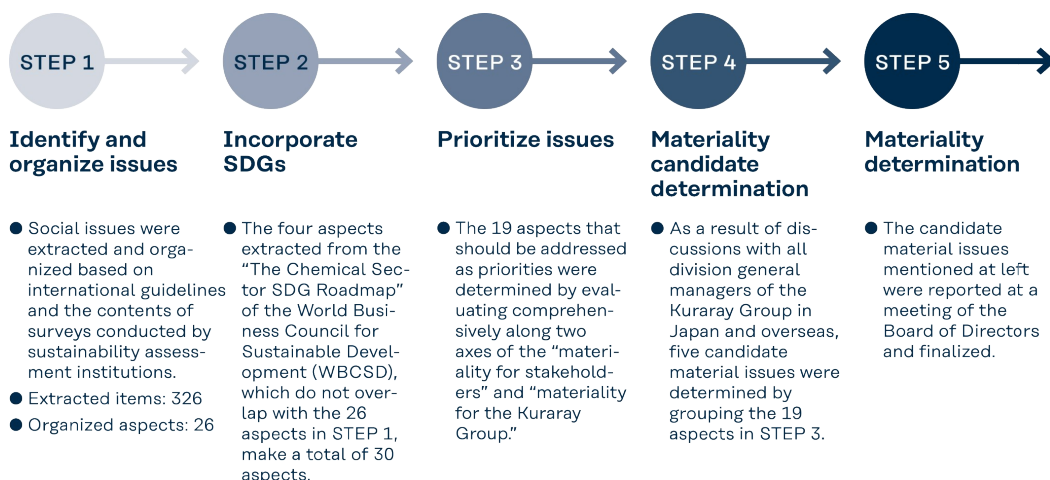 STEP 1
STEP 2
STEP 3
STEP 4
STEP 5
Identify and
organize issues
Incorporate
SDGs
Prioritize issues
Materiality
candidate
determination
Materiality
determination
● Social issues were
extracted and orga-
nized based on
international guidelines
and the contents of
surveys conducted by
sustainability assess-
ment institutions.
● Extracted items: 326
● Organized aspects: 26
● The four aspects
extracted from the
“The Chemical Sec-
tor SDG Roadmap”
of the World Busi-
ness Council for
Sustainable Devel-
opment (WBCSD),
which do not over-
lap with the 26
aspects in STEP 1,
make a total of 30
aspects.
● The 19 aspects that
should be addressed
as priorities were
determined by eval-
uating comprehen-
sively along two
axes of the “materi-
ality for stakehold-
ers” and “materiality
for the Kuraray
Group.”
● As a result of dis-
cussions with all
division general
managers of the
Kuraray Group in
Japan and overseas,
five candidate
material issues were
determined by
grouping the 19
aspects in STEP 3.
● The candidate
material issues
mentioned at left
were reported at a
meeting of the
Board of Directors
and finalized.